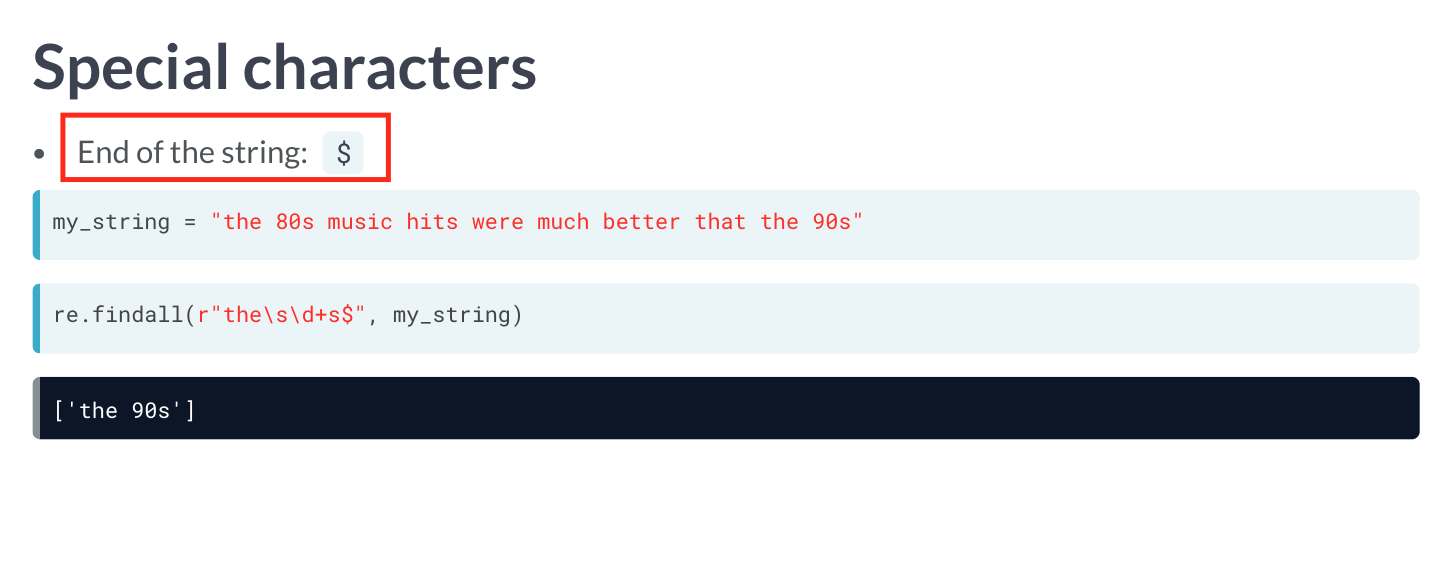 Special characters
• End of the string: $
my_string = "the 80s music hits were much better that the 90s"
re.findall(r"the\s\d+s$", my_string)
['the 90s']